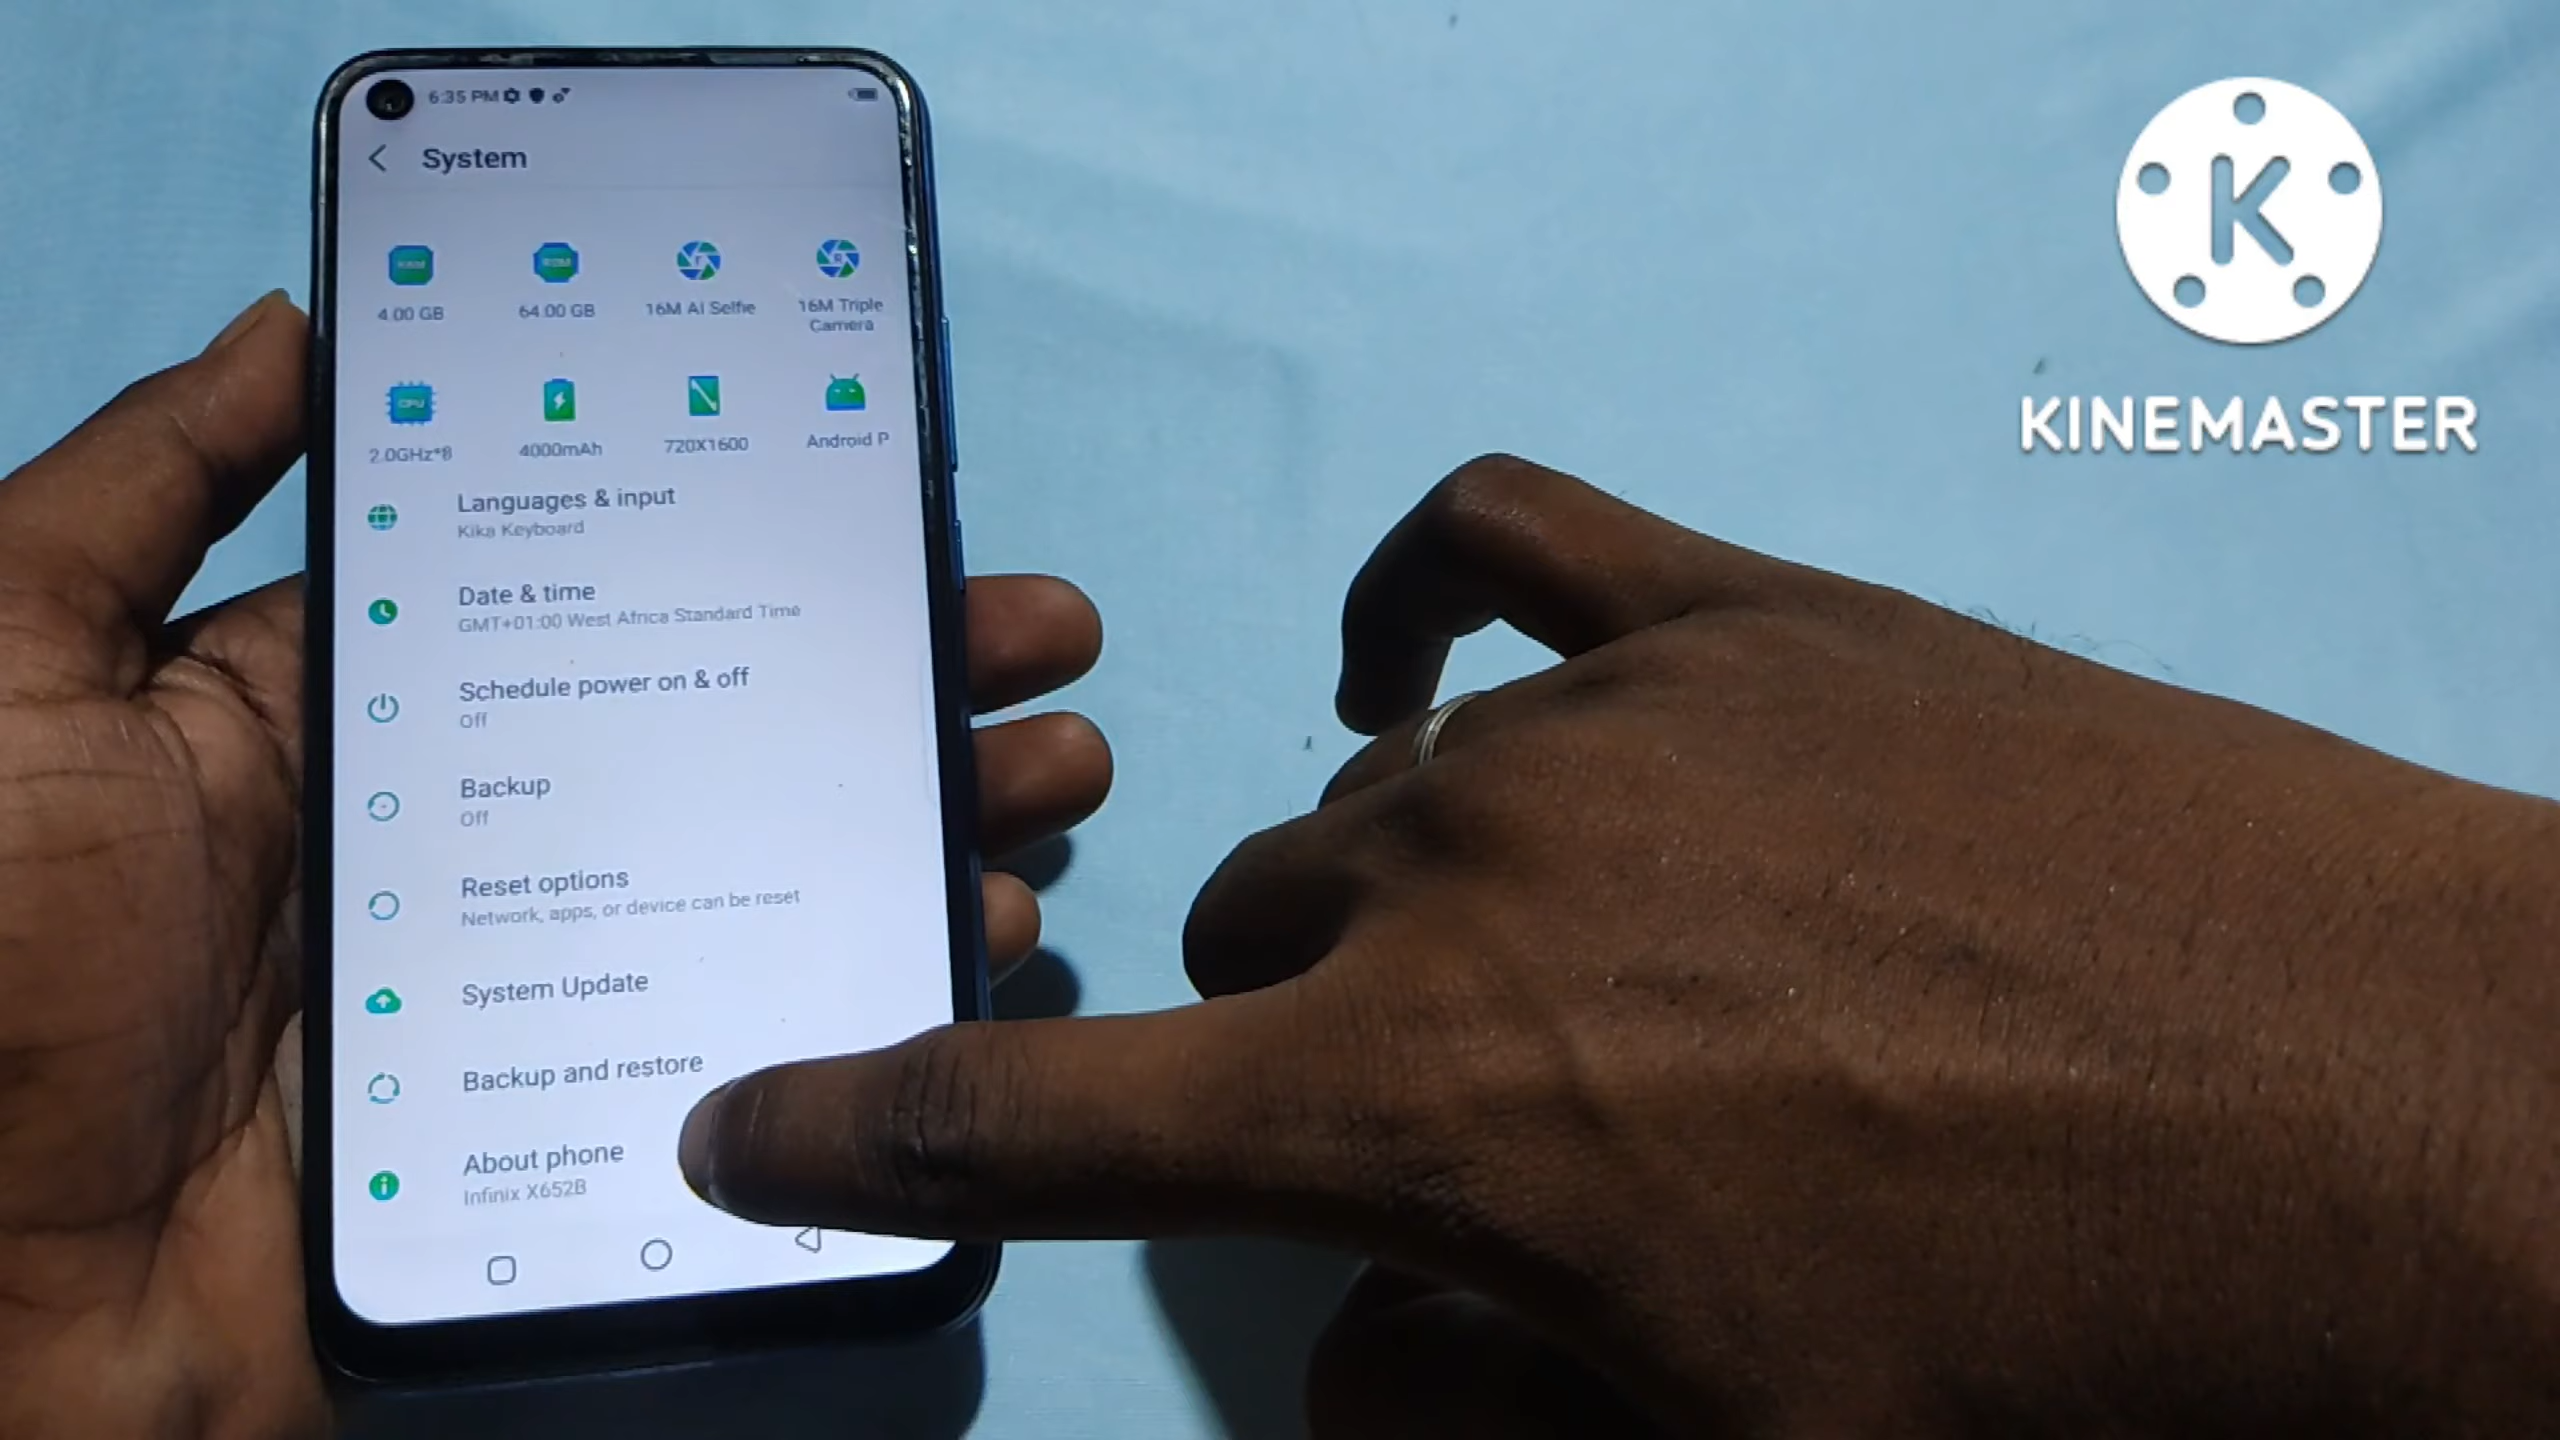 6:35 PM
System
RAM
ROM
4.00 GB
64.00 GB
16M AI Selfie
16M Triple
Camera
CPU
2.0GHz*8
4000mAh
720X1600
Android P
Languages & input
Kika Keyboard
Date & time
GMT+01:00 West Africa Standard Time
Schedule power on & off
Off
Backup
Off
Reset options
Network, apps, or device can be reset
System Update
Backup and restore
About phone
Infinix X652B
K
KINEMASTER